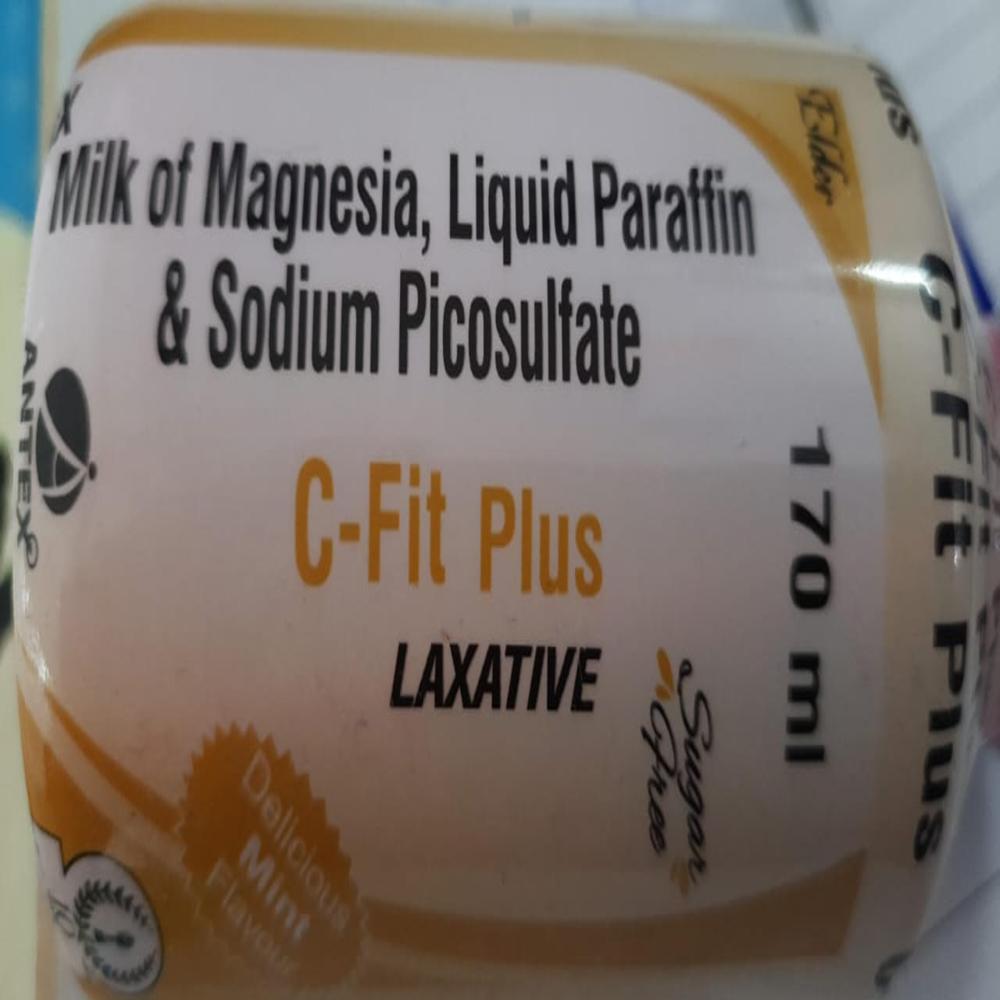 Milk of Magnesia, Liquid Paraffin
& Sodium Picosulfate
C-Fit Plus
LAXATIVE
Sugar
Free
170 ml
Elder
C-Fit Plus
ANTEX
Delicious
Mint
Flavour